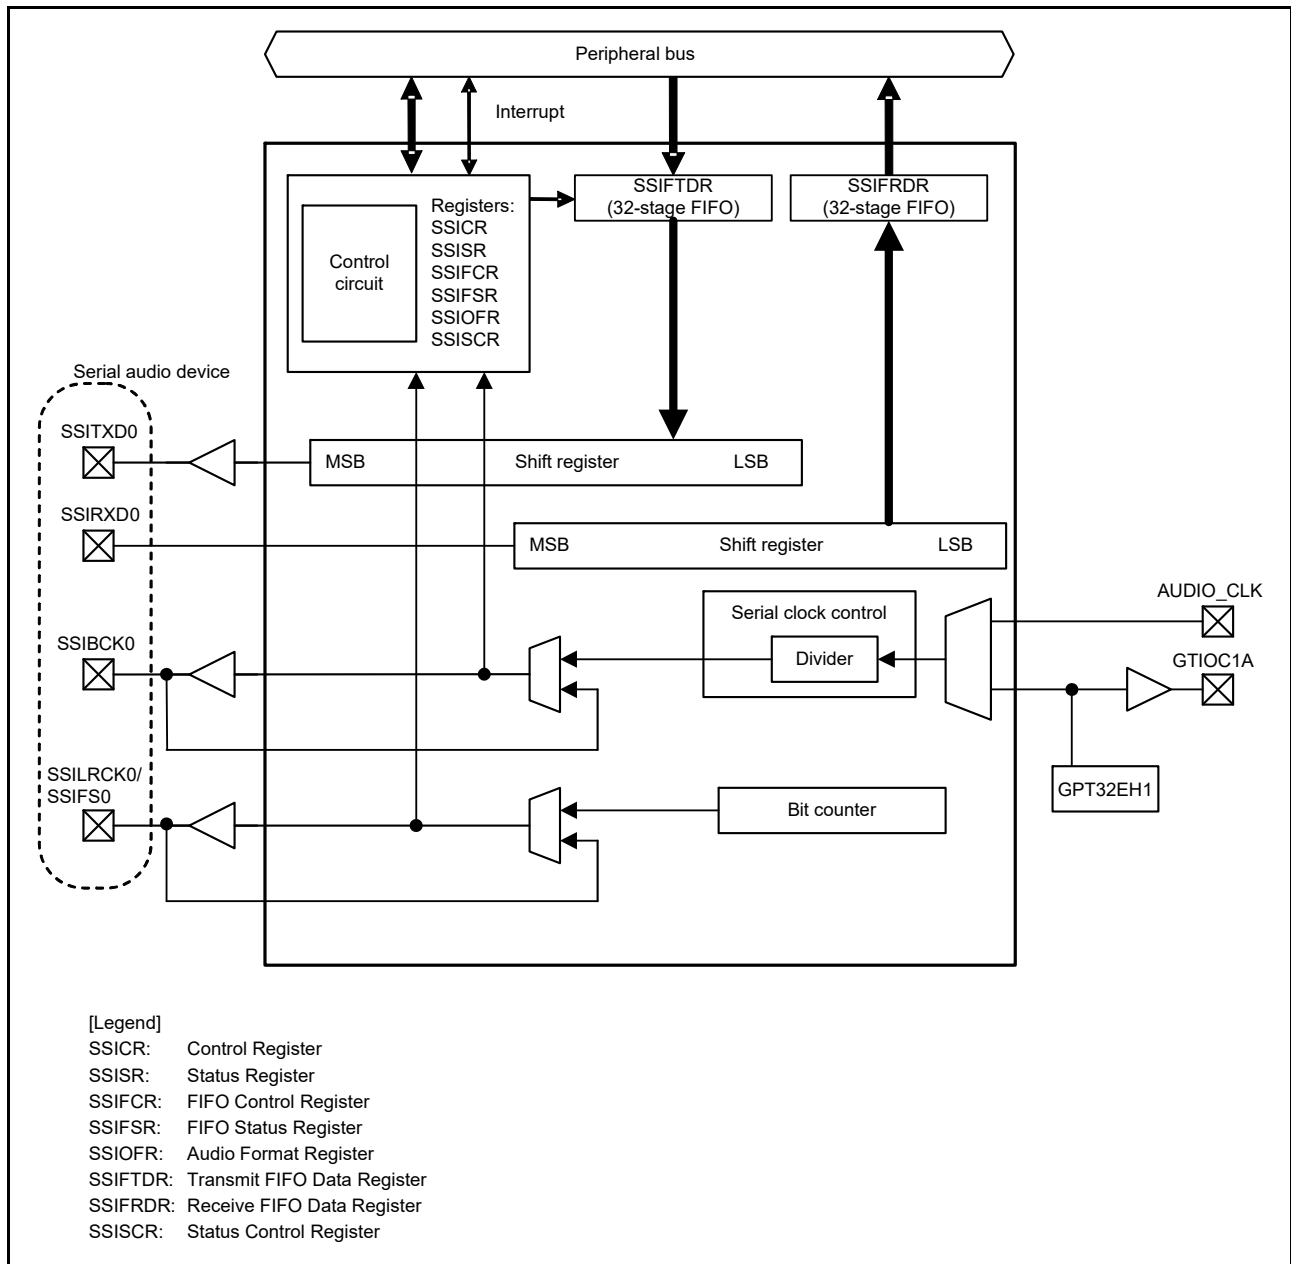 Peripheral bus
Interrupt
SSIFTDR
(32-stage FIFO)
SSIFRDR
(32-stage FIFO)
Registers:
SSICR
SSISR
SSIFCR
SSIFSR
SSIOFR
SSISCR
Control
circuit
Serial audio device
SSITXD0
MSB Shift register LSB
SSIRXD0
MSB Shift register LSB
AUDIO_CLK
Serial clock control
Divider
SSIBCK0
GTIOC1A
SSILRCK0/
SSIFS0
GPT32EH1
Bit counter
[Legend]
SSICR: Control Register
SSISR: Status Register
SSIFCR: FIFO Control Register
SSIFSR: FIFO Status Register
SSIOFR: Audio Format Register
SSIFTDR: Transmit FIFO Data Register
SSIFRDR: Receive FIFO Data Register
SSISCR: Status Control Register